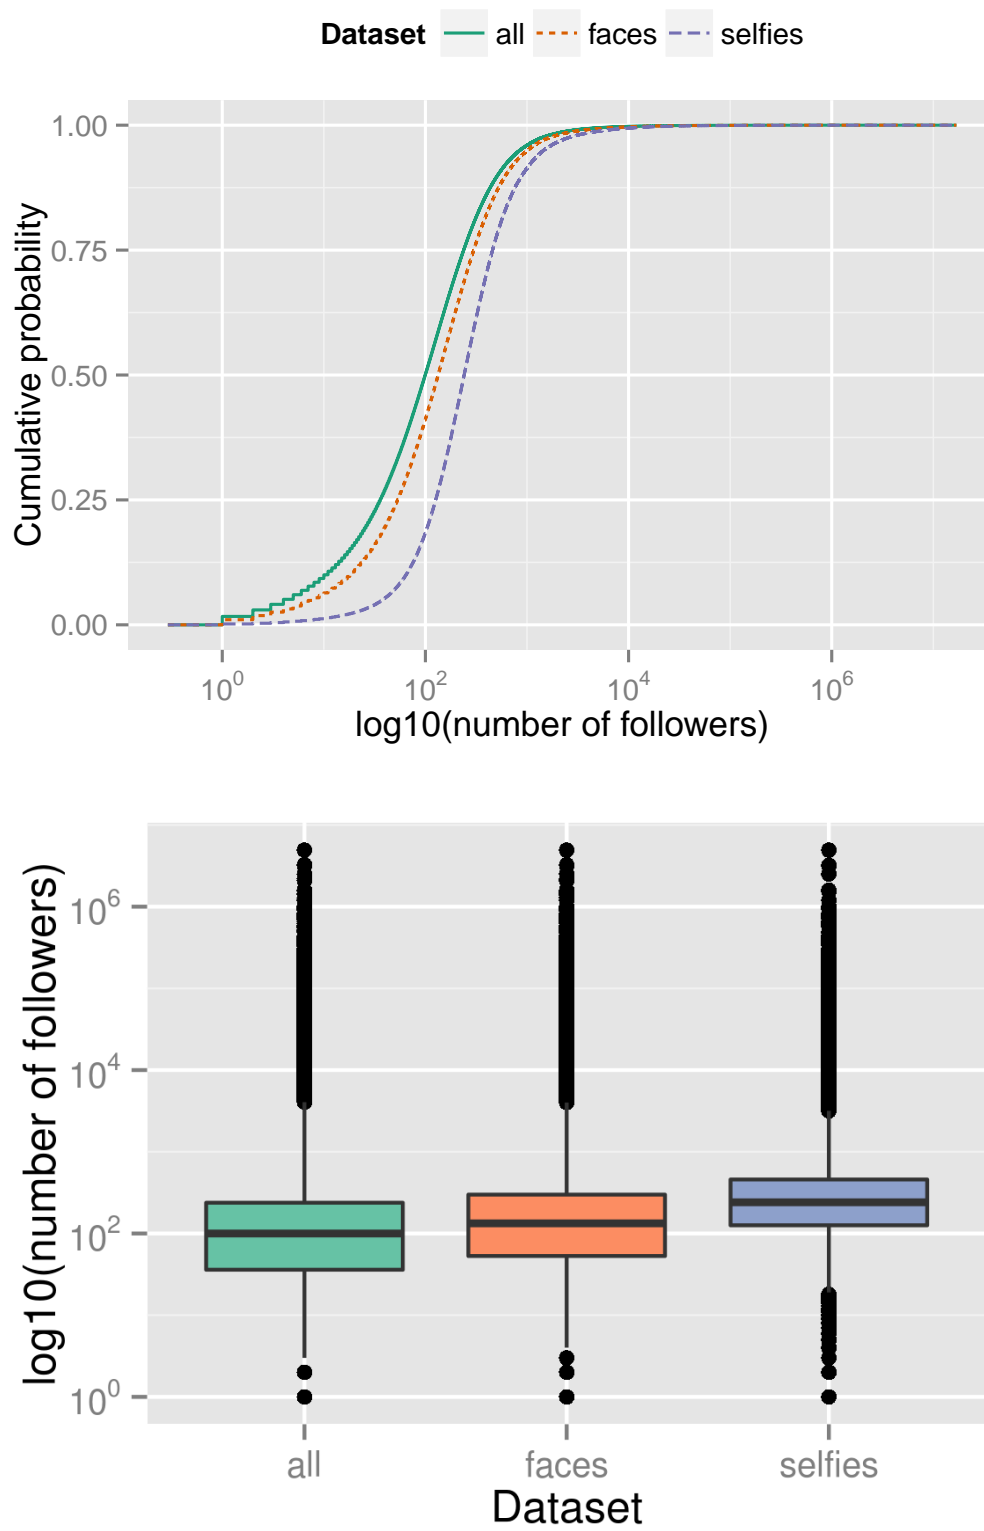 Dataset all faces selfies
Cumulative probability
1.00
0.75
0.50
0.25
0.00
10^0 10^2 10^4 10^6
log10(number of followers)
log10(number of followers)
10^6
10^4
10^2
10^0
all faces selfies
Dataset